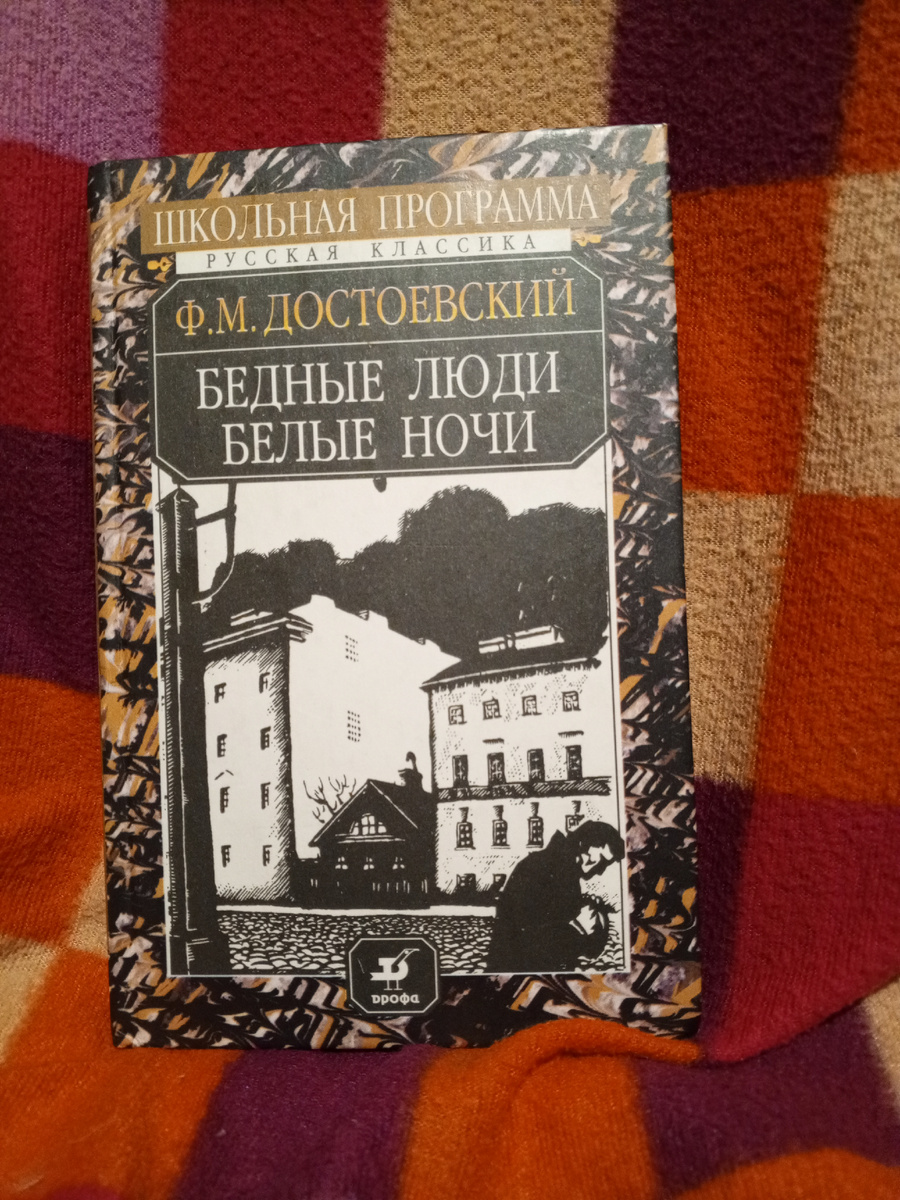 ШКОЛЬНАЯ ПРОГРАММА
РУССКАЯ КЛАССИКА
Ф.М. ДОСТОЕВСКИЙ
БЕДНЫЕ ЛЮДИ
БЕЛЫЕ НОЧИ
дрофа